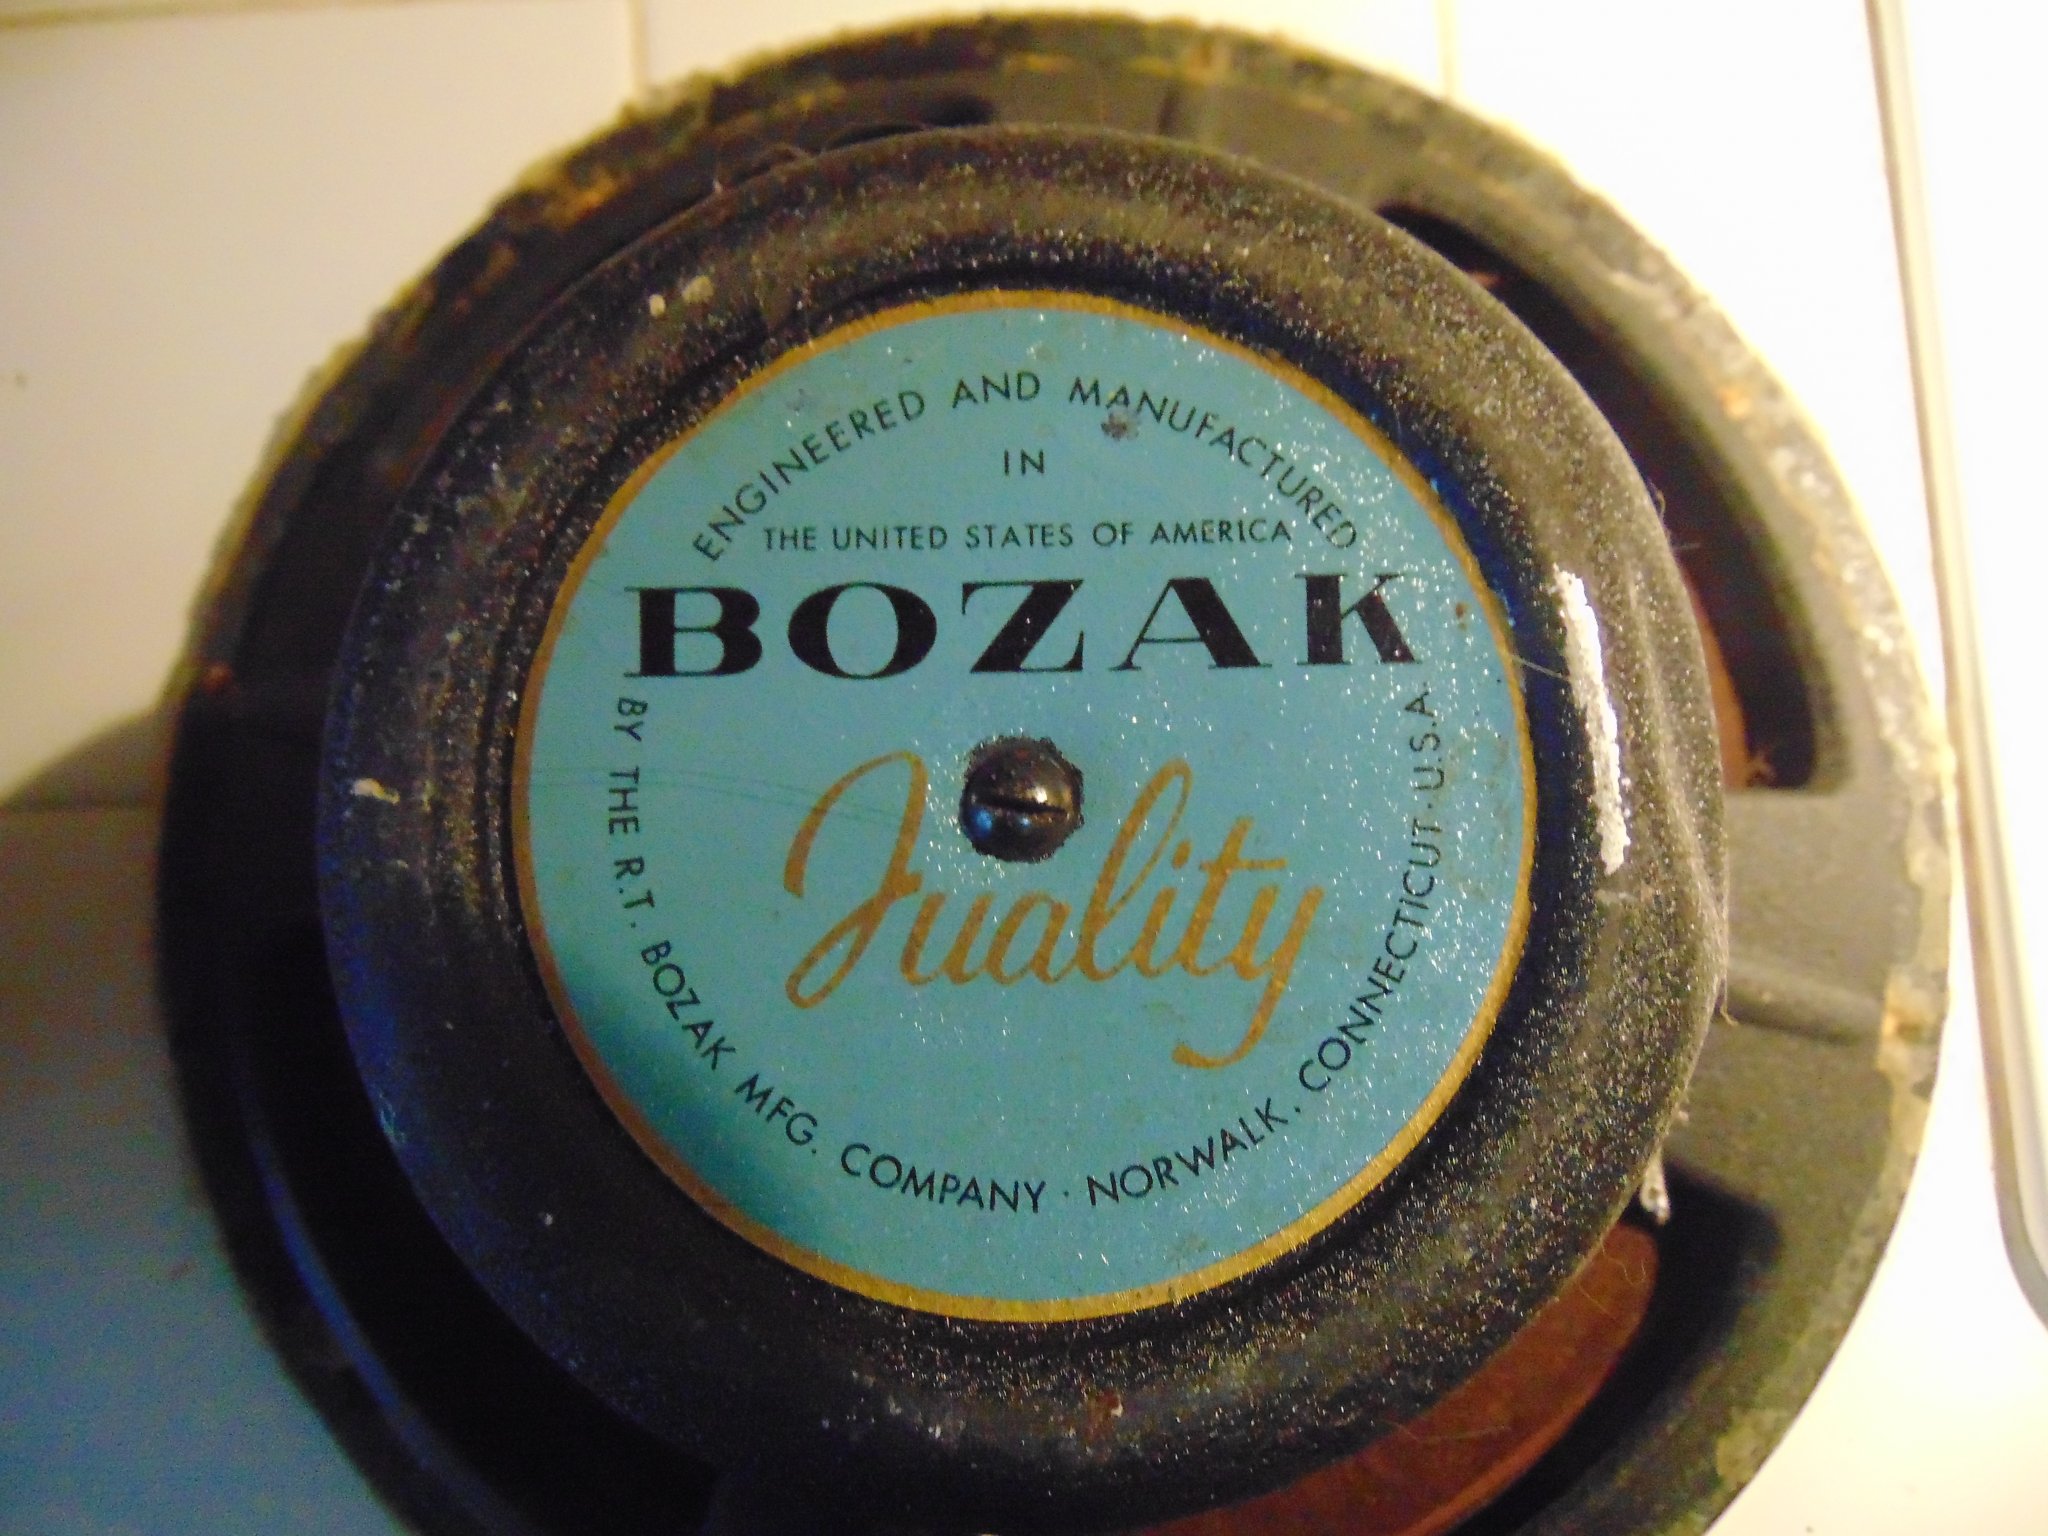 ENGINEERED AND MANUFACTURED
IN
THE UNITED STATES OF AMERICA
BOZAK
Quality
BY THE R.T. BOZAK MFG. COMPANY · NORWALK, CONNECTICUT · U.S.A.